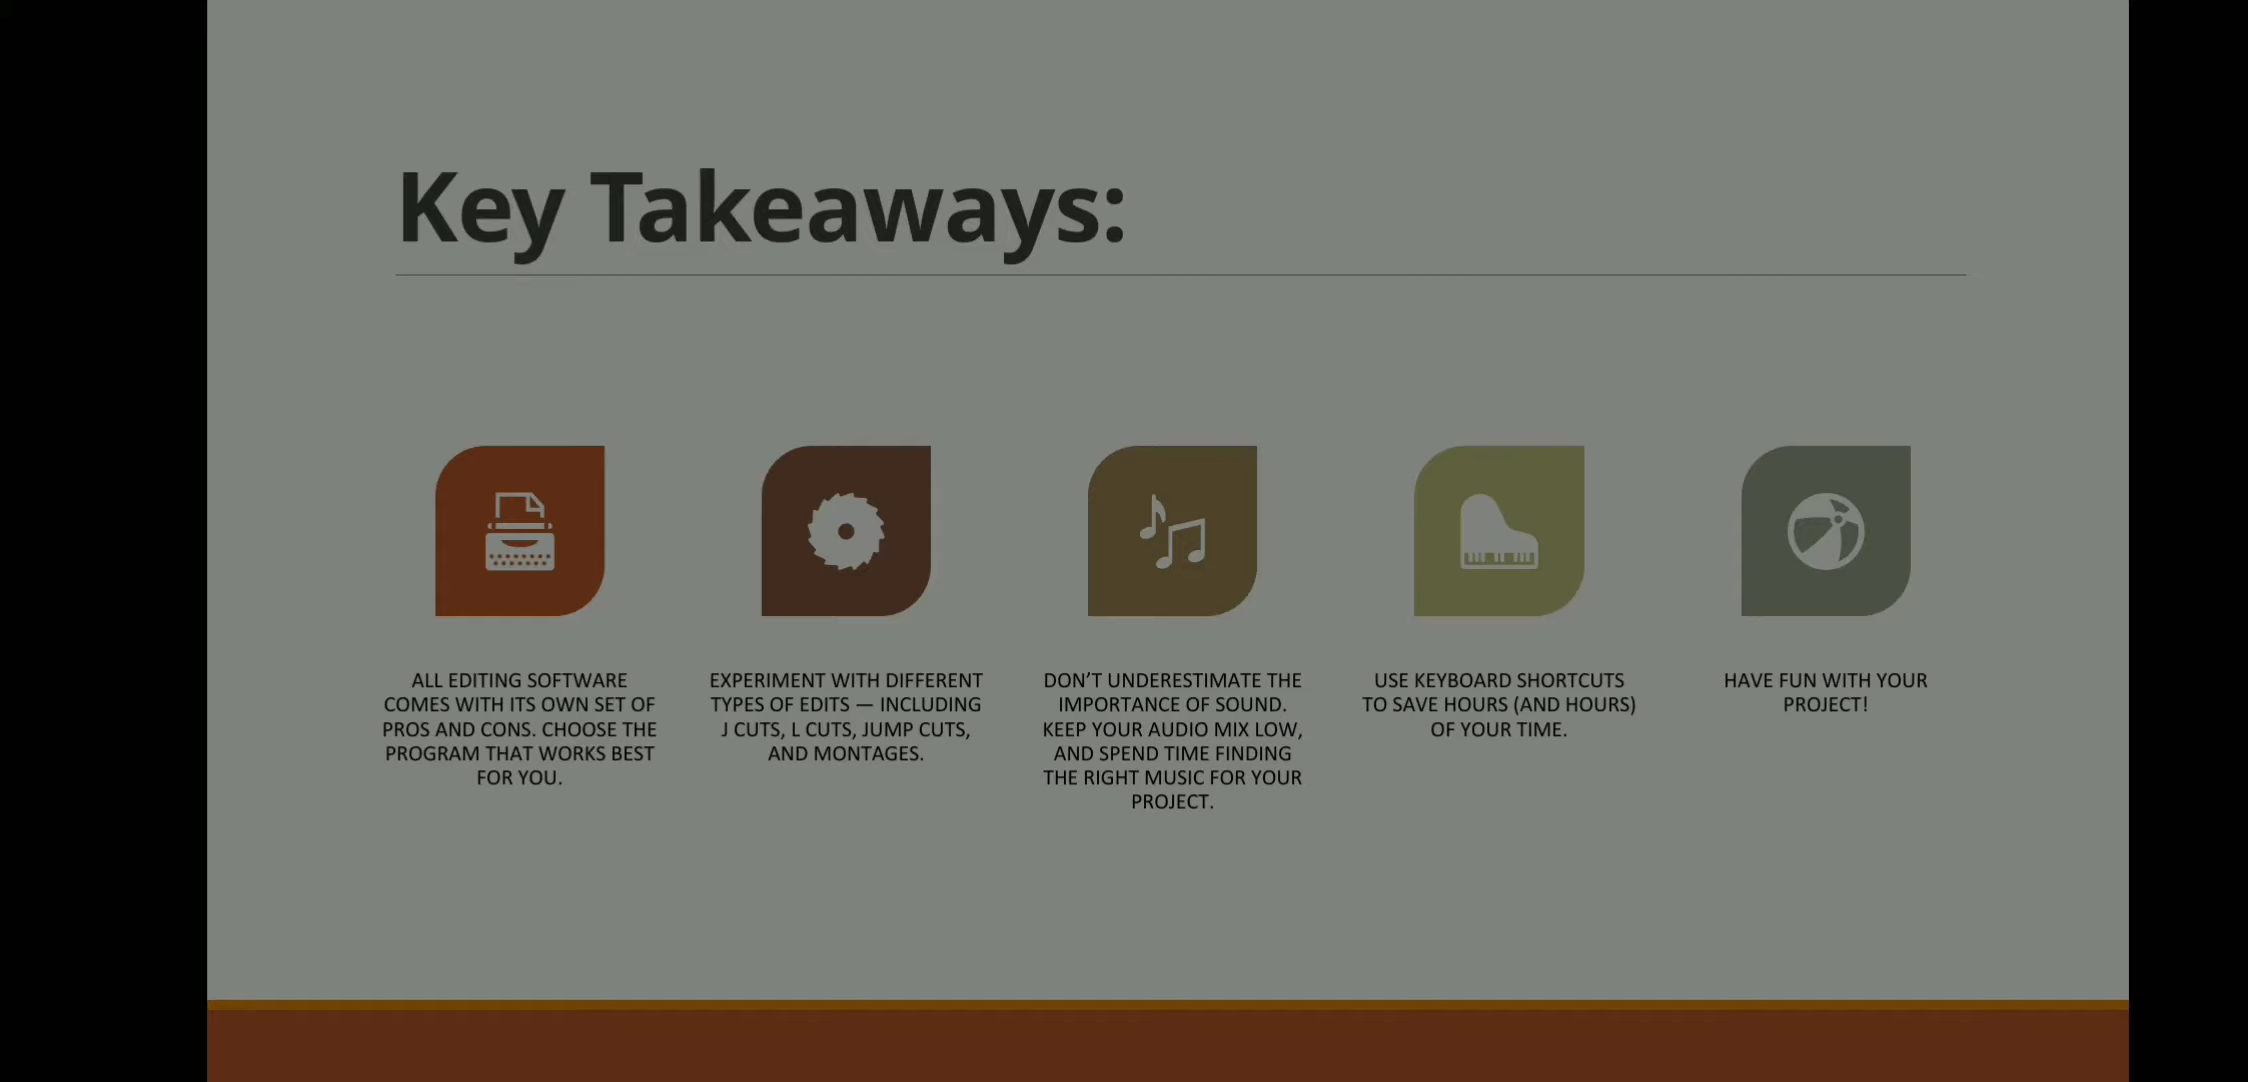 Key Takeaways:
ALL EDITING SOFTWARE
COMES WITH ITS OWN SET OF
PROS AND CONS. CHOOSE THE
PROGRAM THAT WORKS BEST
FOR YOU.
EXPERIMENT WITH DIFFERENT
TYPES OF EDITS — INCLUDING
J CUTS, L CUTS, JUMP CUTS,
AND MONTAGES.
DON’T UNDERESTIMATE THE
IMPORTANCE OF SOUND.
KEEP YOUR AUDIO MIX LOW,
AND SPEND TIME FINDING
THE RIGHT MUSIC FOR YOUR
PROJECT.
USE KEYBOARD SHORTCUTS
TO SAVE HOURS (AND HOURS)
OF YOUR TIME.
HAVE FUN WITH YOUR
PROJECT!